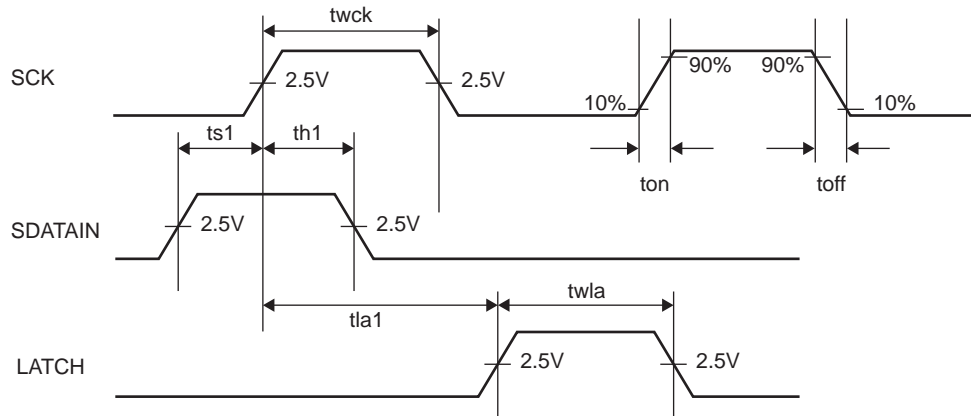 twck
SCK
2.5V
2.5V
10%
90%
90%
10%
ts1
th1
ton
toff
SDATAIN
2.5V
2.5V
tla1
twla
LATCH
2.5V
2.5V